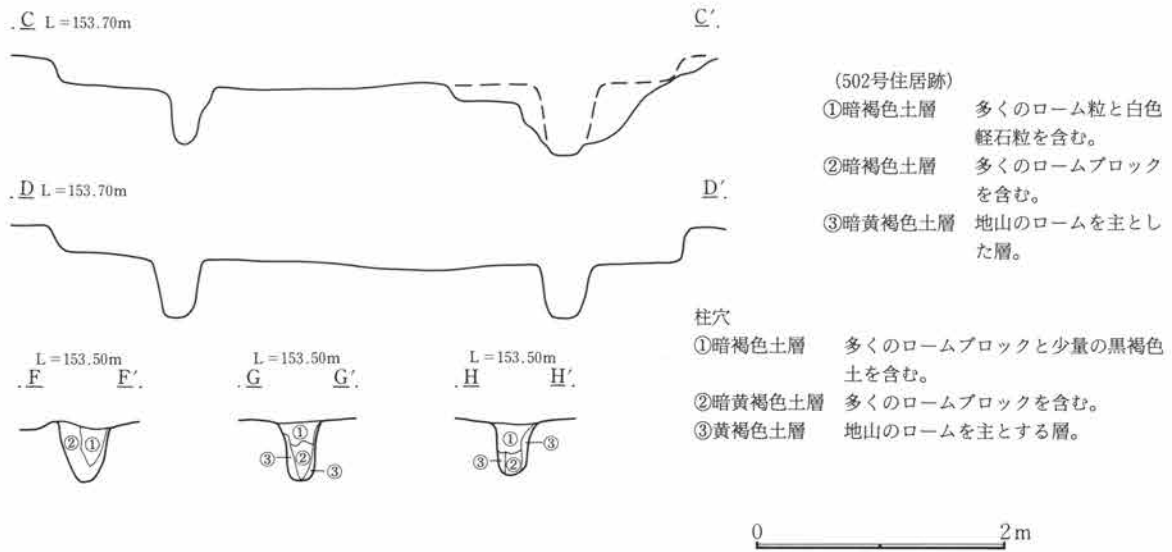 C L＝153.70m C′
D L＝153.70m D′
L＝153.50m
F F′
② ①
L＝153.50m
G G′
①
②
③ ③
L＝153.50m
H H′
①
③
③ ②
(502号住居跡)
①暗褐色土層 多くのローム粒と白色
軽石粒を含む。
②暗褐色土層 多くのロームブロック
を含む。
③暗黄褐色土層 地山のロームを主とし
た層。
柱穴
①暗褐色土層 多くのロームブロックと少量の黒褐色
土を含む。
②暗黄褐色土層 多くのロームブロックを含む。
③黄褐色土層 地山のロームを主とする層。
0 2m